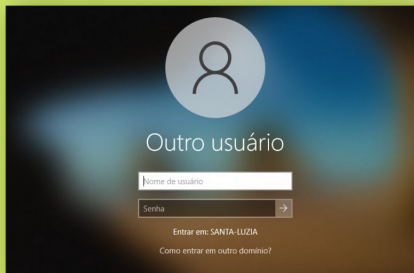 Outro usuário
Nome de usuário
Senha
Entrar em: SANTA-LUZIA
Como entrar em outro domínio?